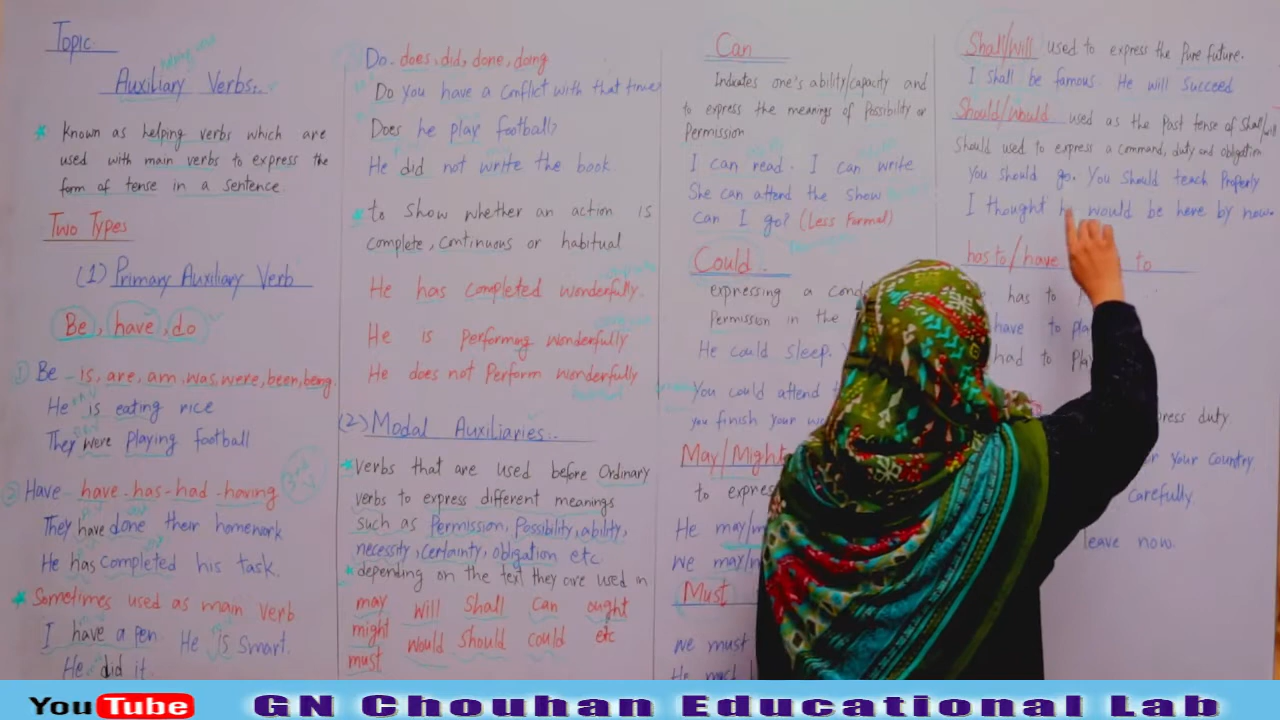 Topic
Auxiliary Verbs:.
* Known as helping verbs which are
used with main verbs to express the
form of tense in a sentence.
Two Types
(1) Primary Auxiliary Verb
Be, have, do
① Be - is, are, am, was, were, been, being.
He is eating rice
They were playing football
② Have - have - has - had - having
3rd V
They have done their homework
He has completed his task.
* Sometimes used as main verb
I have a pen. He is smart.
He did it.
Do - does, did, done, doing
Do you have a conflict with that time?
Does he play football?
He did not write the book.
* to show whether an action is
complete, continuous or habitual
He has completed wonderfully.
He is Performing wonderfully
He does not Perform wonderfully
(2) Modal Auxiliaries:.
* verbs that are used before Ordinary
verbs to express different meanings
such as Permission, Possibility, ability,
necessity, certainty, obligation etc
* depending on the text they are used in
may will Shall can ought
might would should could etc
must
Can
Indicates one's ability/capacity and
to express the meanings of Possibility or
Permission
I can read. I can write
She can attend the show
Can I go? (Less Formal)
Could.
expressing a
Permission in the
He could sleep.
You could attend
you finish your
May/Might
to
He
we
Must
we must
He
Shall/will used to express the Pure Future.
I shall be famous. He will succeed
Should/would used as the Past tense of Shall/will
Should used to express a command, duty and obligation
You should go. You should teach Properly
I thought he would be here by now.
has to/have to
has to
have to
had to
duty.
your Country
carefully
leave now.
YouTube GN Chouhan Educational Lab